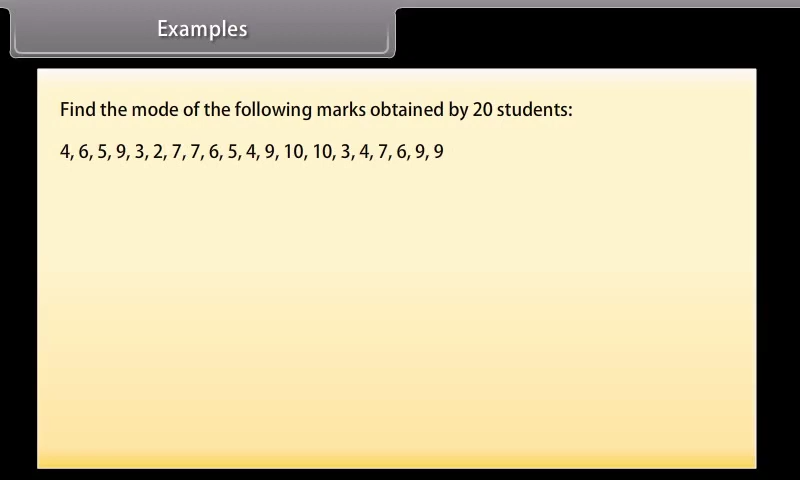 Examples
Find the mode of the following marks obtained by 20 students:
4, 6, 5, 9, 3, 2, 7, 7, 6, 5, 4, 9, 10, 10, 3, 4, 7, 6, 9, 9